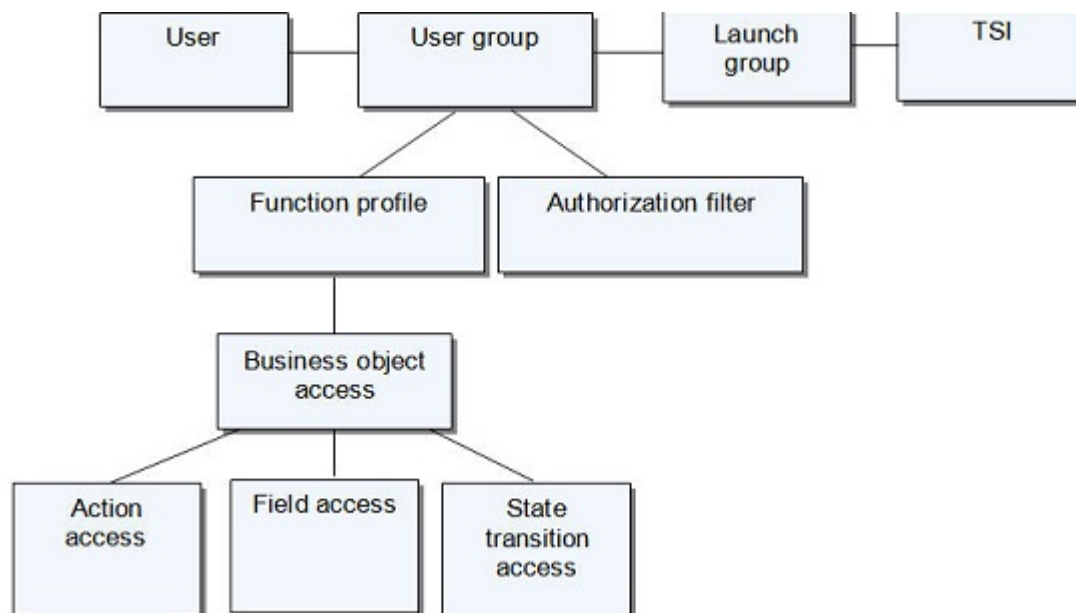 User
User group
Launch
group
TSI
Function profile
Authorization filter
Business object
access
Action
access
Field access
State
transition
access